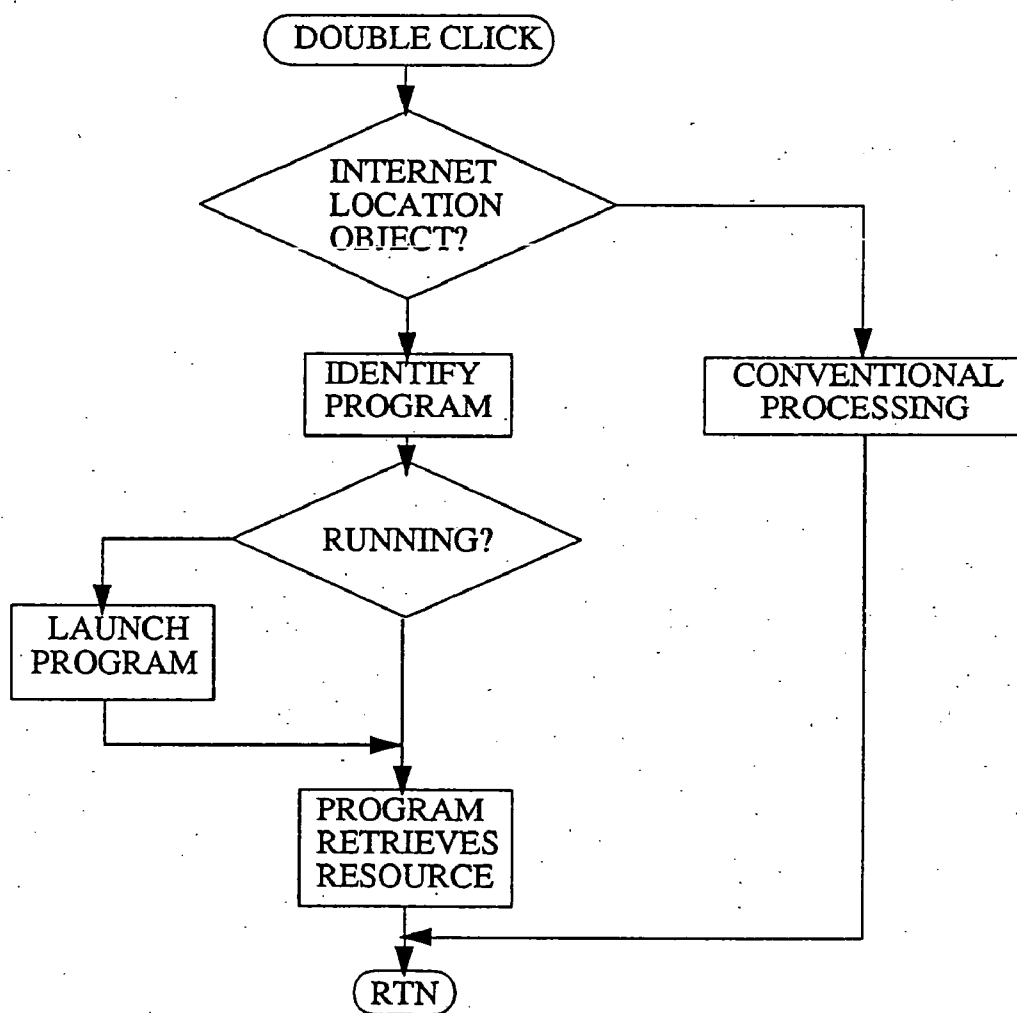 DOUBLE CLICK
INTERNET
LOCATION
OBJECT?
IDENTIFY
PROGRAM
CONVENTIONAL
PROCESSING
RUNNING?
LAUNCH
PROGRAM
PROGRAM
RETRIEVES
RESOURCE
RTN